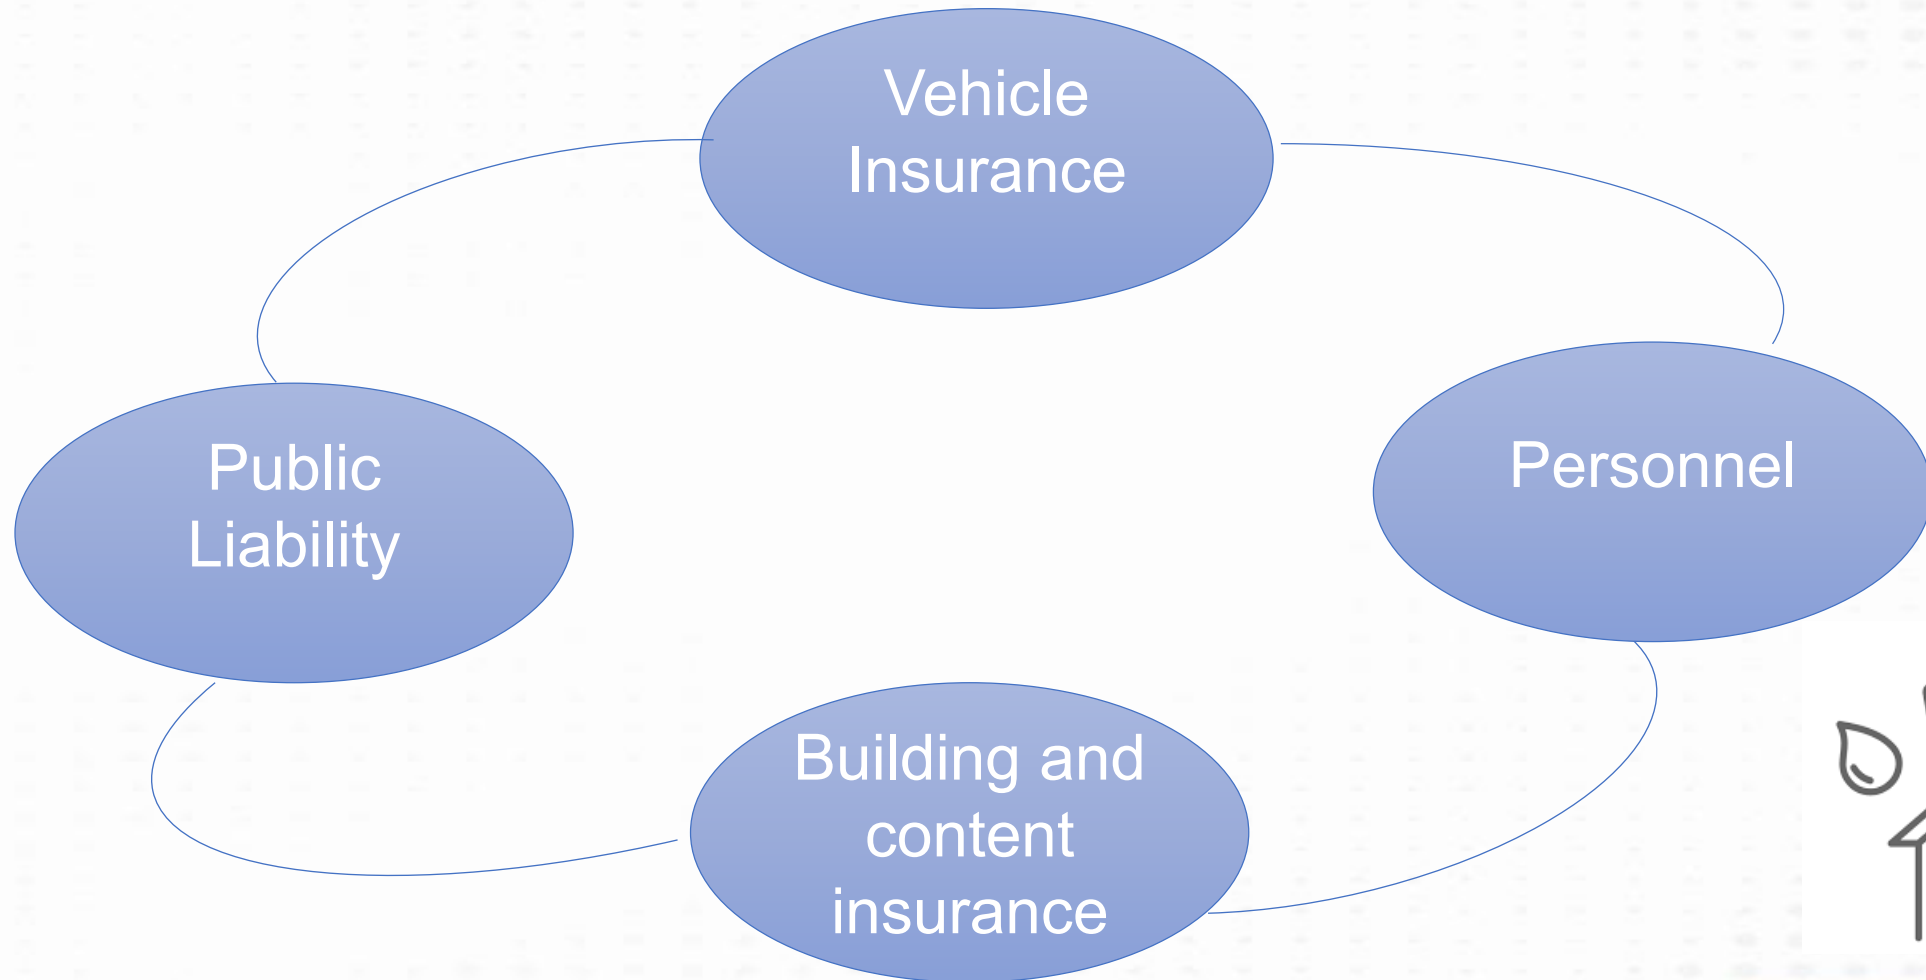 Vehicle
Insurance
Public
Liability
Personnel
Building and
content
insurance